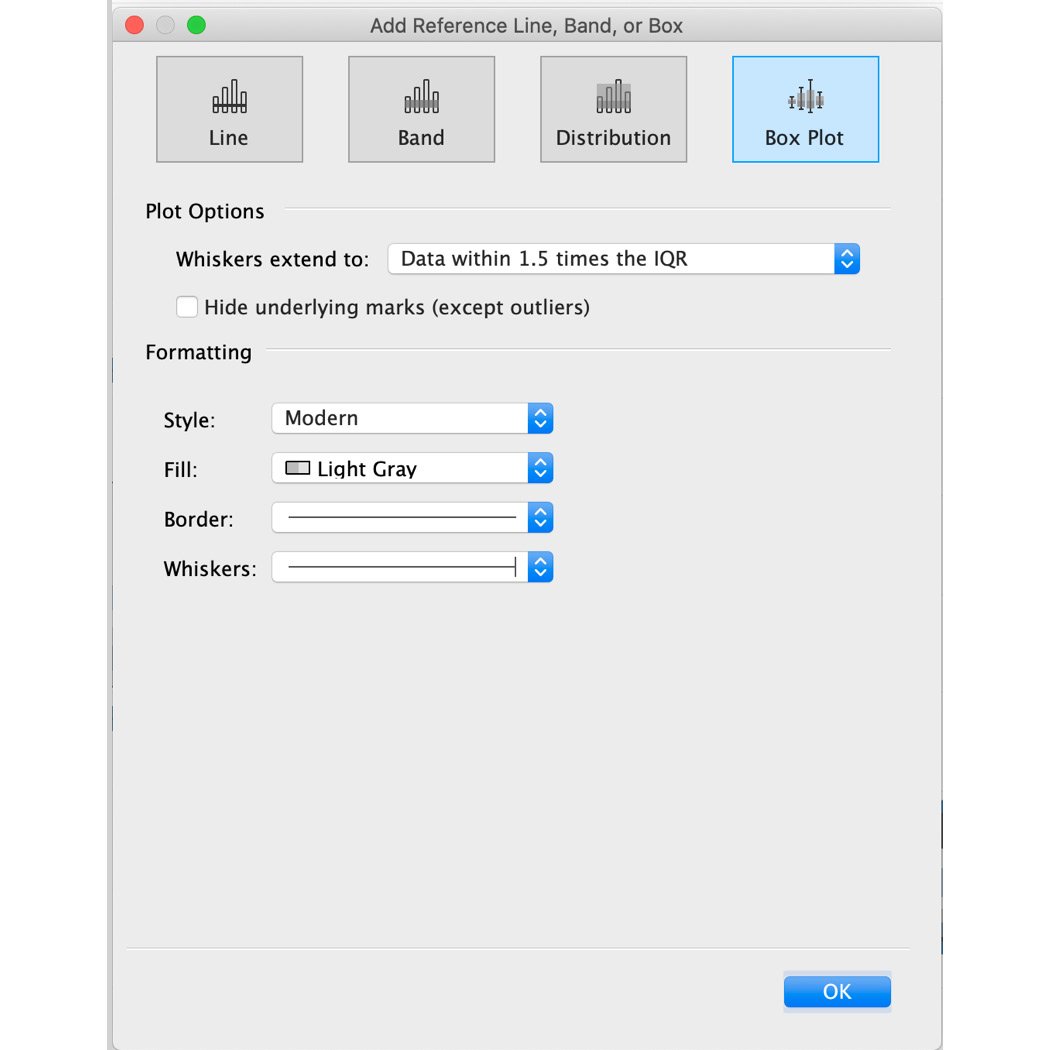 Add Reference Line, Band, or Box
Line
Band
Distribution
Box Plot
Plot Options
Whiskers extend to: Data within 1.5 times the IQR
Hide underlying marks (except outliers)
Formatting
Style: Modern
Fill: Light Gray
Border:
Whiskers:
OK